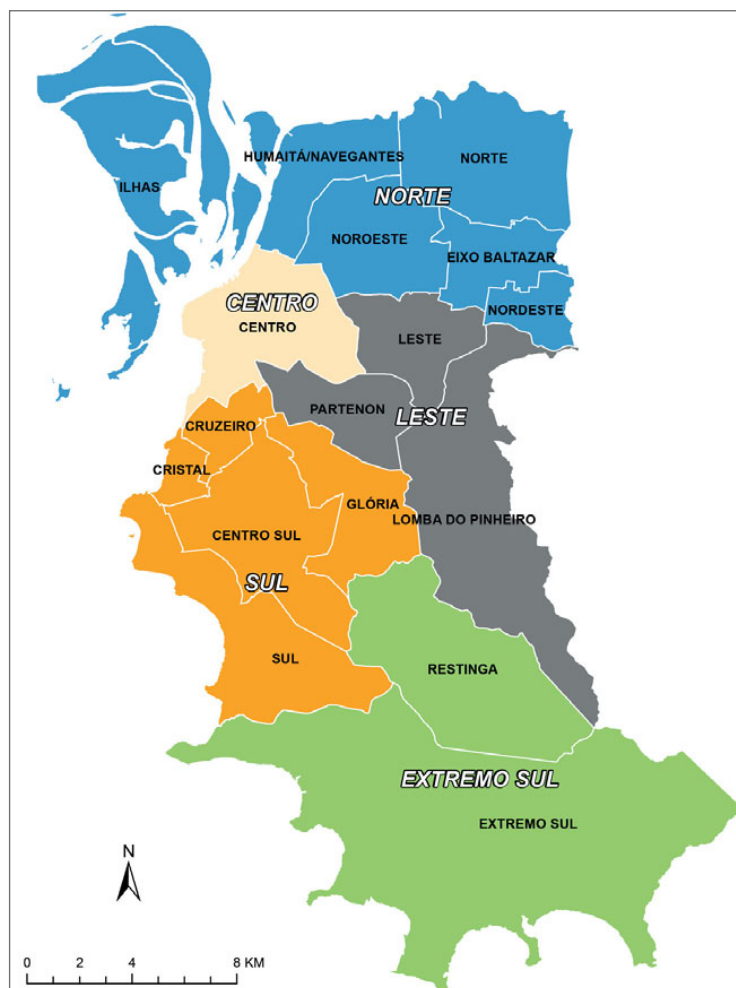 HUMAITÁ/NAVEGANTES
NORTE
ILHAS
NORTE
NOROESTE
EIXO BALTAZAR
CENTRO
NORDESTE
CENTRO
LESTE
PARTENON
LESTE
CRUZEIRO
CRISTAL
GLÓRIA
LOMBA DO PINHEIRO
CENTRO SUL
SUL
SUL
RESTINGA
EXTREMO SUL
EXTREMO SUL
N
0 2 4 8 KM